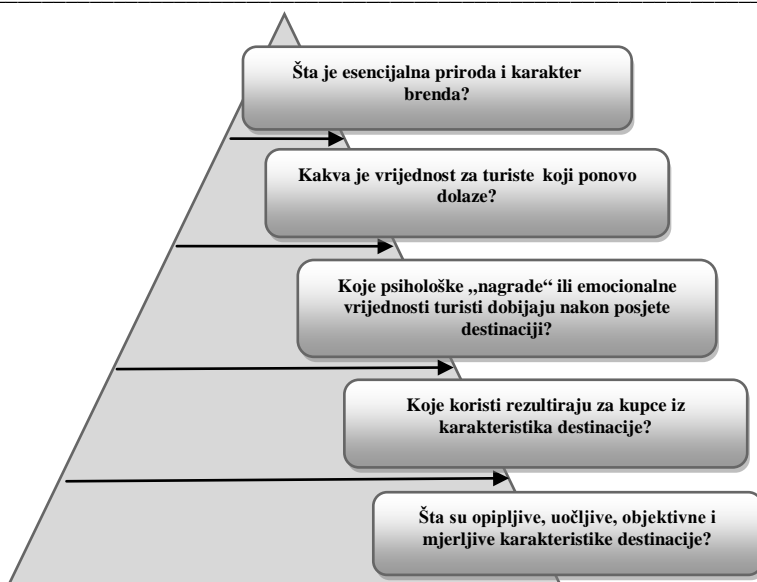 Šta je esencijalna priroda i karakter
brenda?
Kakva je vrijednost za turiste koji ponovo
dolaze?
Koje psihološke „nagrade“ ili emocionalne
vrijednosti turisti dobijaju nakon posjete
destinaciji?
Koje koristi rezultiraju za kupce iz
karakteristika destinacije?
Šta su opipljive, uočljive, objektivne i
mjerljive karakteristike destinacije?